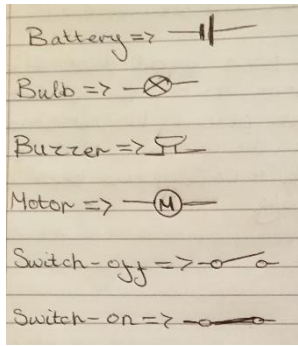 Battery =>
Bulb =>
Buzzer =>
Motor => M
Switch-off =>
Switch-on =>